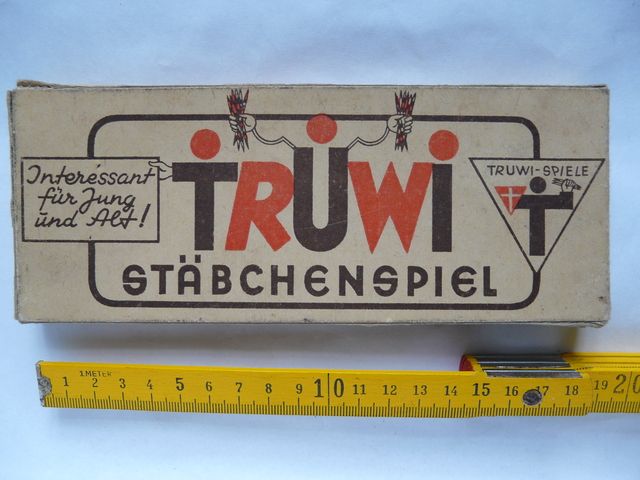 Interessant
für Jung
und Alt!
TRUWI
STÄBCHENSPIEL
TRUWI-SPIELE
T
1 METER
1 2 3 4 5 6 7 8 9 10 11 12 13 14 15 16 17 18 19 20